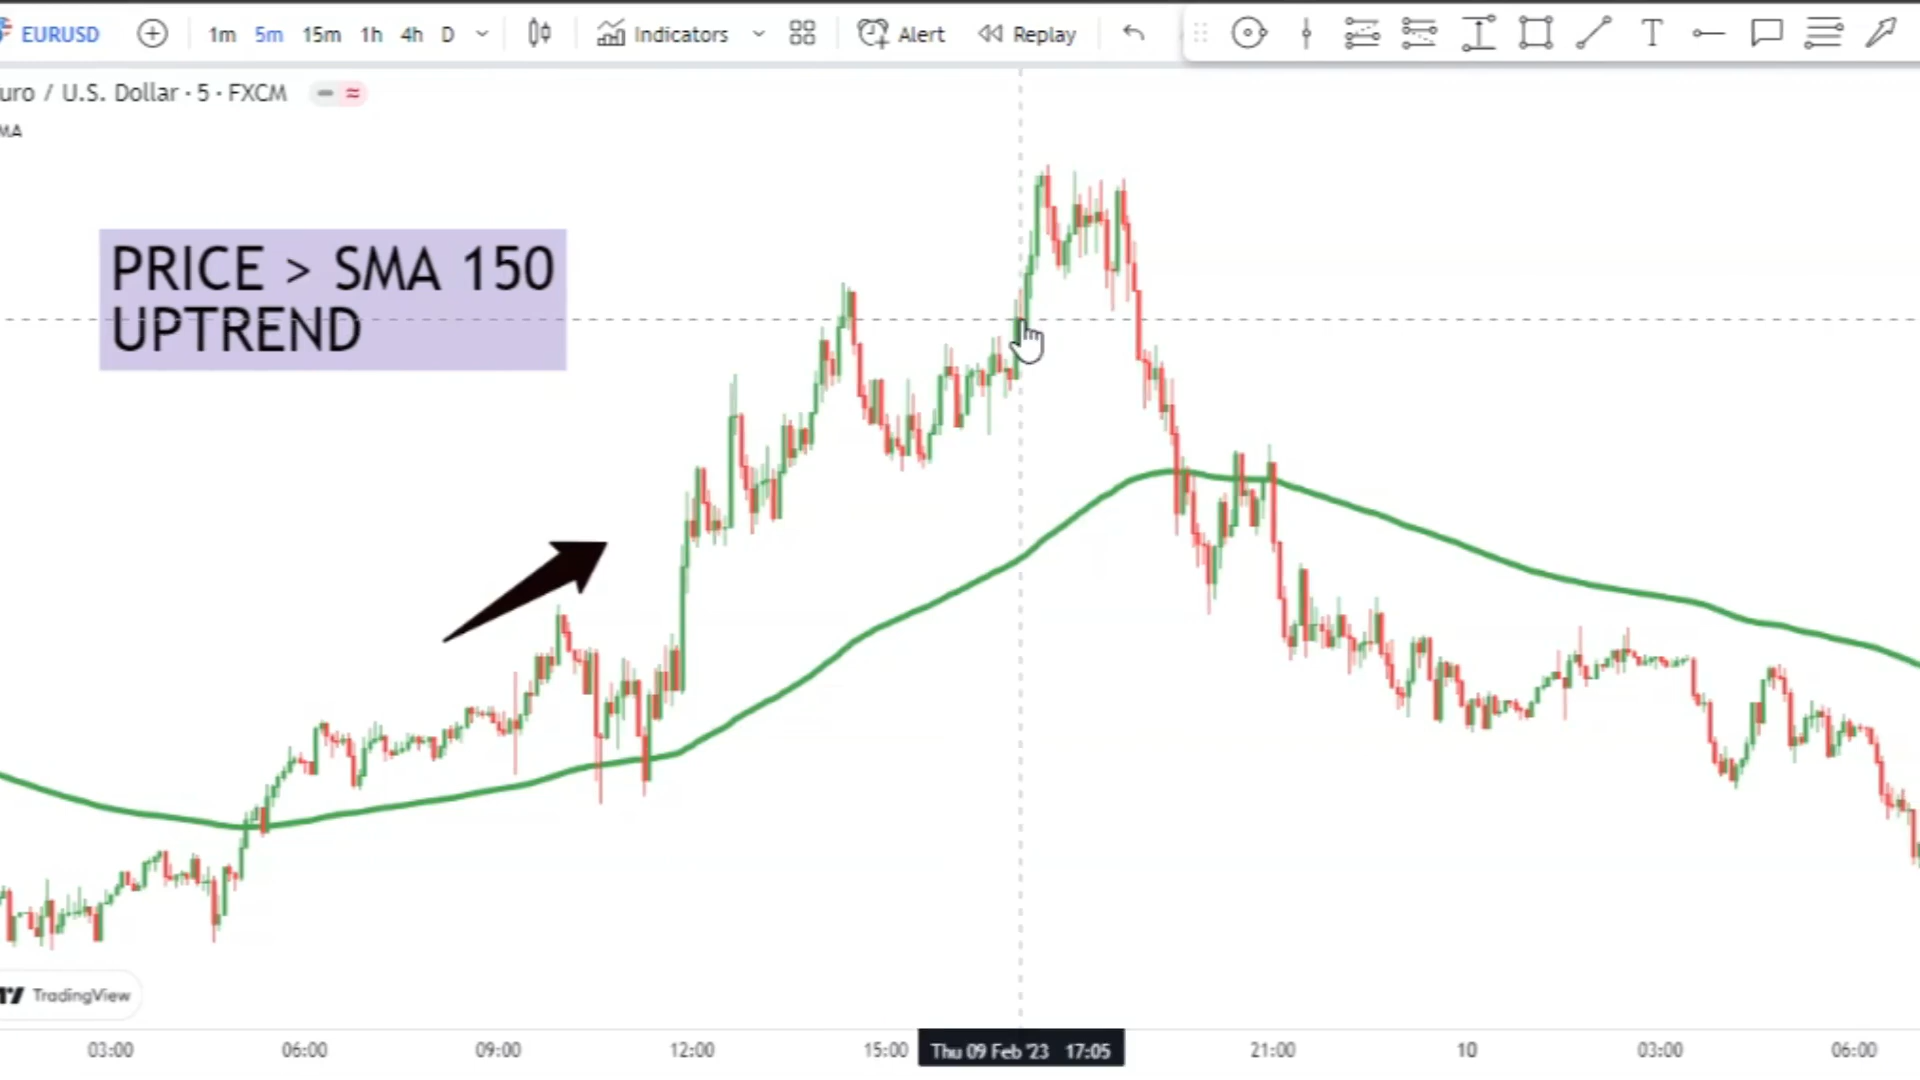 EURUSD 1m 5m 15m 1h 4h D Indicators Alert Replay T
uro / U.S. Dollar · 5 · FXCM
MA
PRICE > SMA 150
UPTREND
TradingView
03:00 06:00 09:00 12:00 15:00 Thu 09 Feb '23 17:05 21:00 10 03:00 06:00